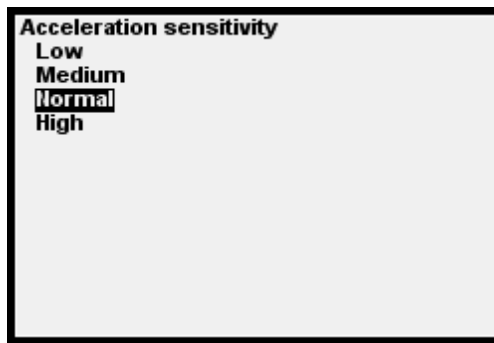 Acceleration sensitivity
Low
Medium
Normal
High